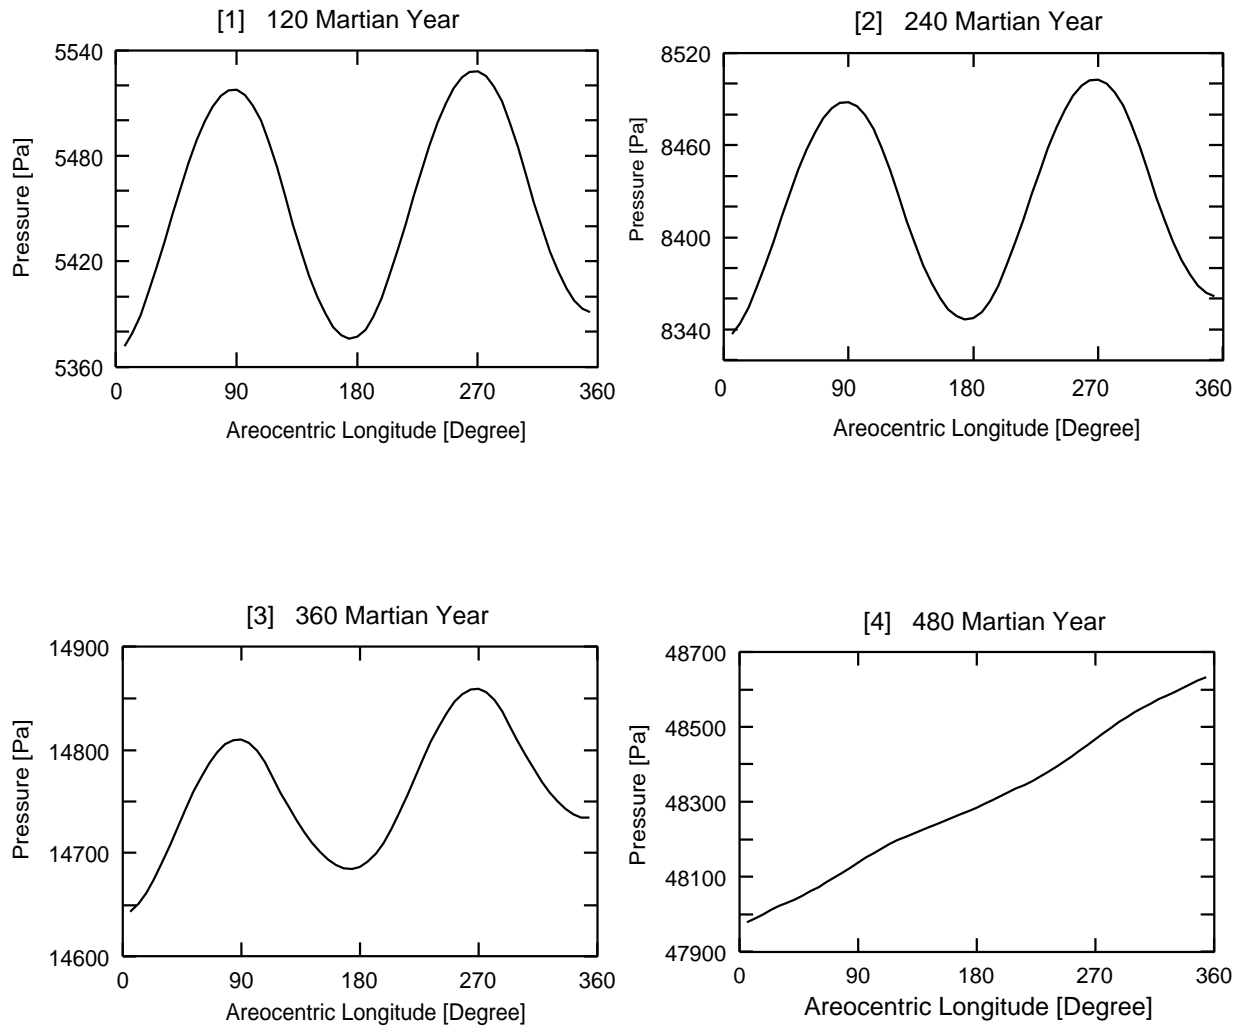 [1] 120 Martian Year
5540
5480
5420
5360
Pressure [Pa]
0 90 180 270 360
Areocentric Longitude [Degree]
[2] 240 Martian Year
8520
8460
8400
8340
Pressure [Pa]
0 90 180 270 360
Areocentric Longitude [Degree]
[3] 360 Martian Year
14900
14800
14700
14600
Pressure [Pa]
0 90 180 270 360
Areocentric Longitude [Degree]
[4] 480 Martian Year
48700
48500
48300
48100
47900
Pressure [Pa]
0 90 180 270 360
Areocentric Longitude [Degree]